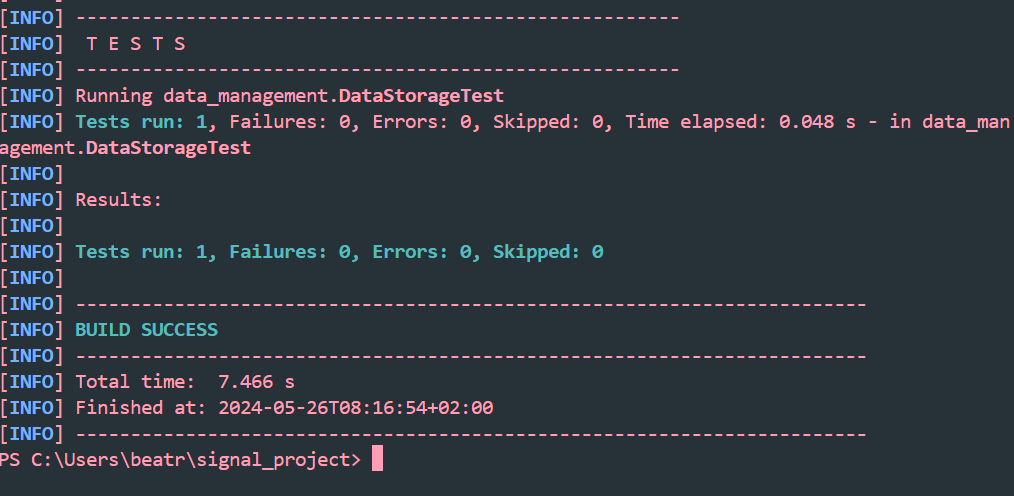 [INFO] -------------------------------------------------------
[INFO]  T E S T S
[INFO] -------------------------------------------------------
[INFO] Running data_management.DataStorageTest
[INFO] Tests run: 1, Failures: 0, Errors: 0, Skipped: 0, Time elapsed: 0.048 s - in data_man
agement.DataStorageTest
[INFO]
[INFO] Results:
[INFO]
[INFO] Tests run: 1, Failures: 0, Errors: 0, Skipped: 0
[INFO]
[INFO] ------------------------------------------------------------------------
[INFO] BUILD SUCCESS
[INFO] ------------------------------------------------------------------------
[INFO] Total time:  7.466 s
[INFO] Finished at: 2024-05-26T08:16:54+02:00
[INFO] ------------------------------------------------------------------------
PS C:\Users\beatr\signal_project>